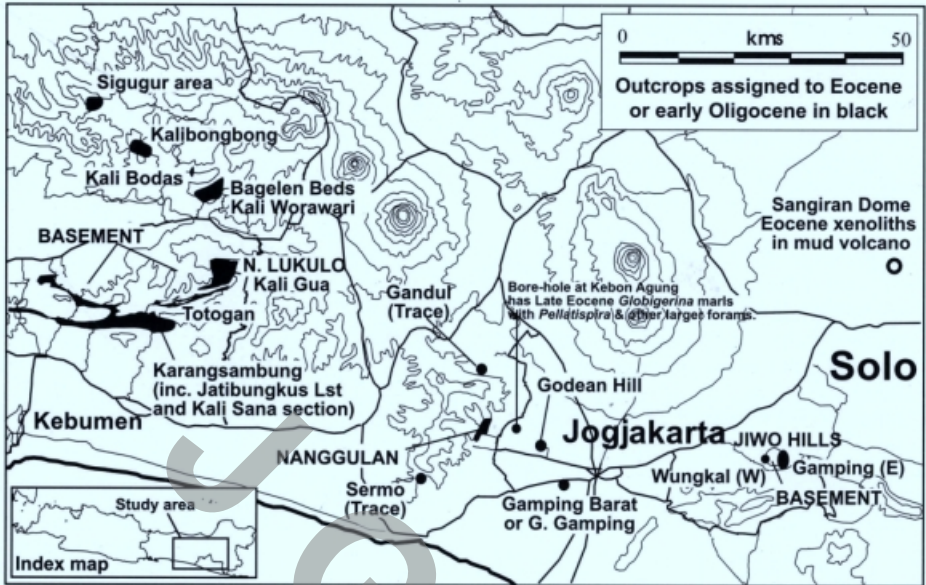 0 kms 50
Outcrops assigned to Eocene
or early Oligocene in black
Sigugur area
Kalibongbong
Kali Bodas
Bagelen Beds
Kali Worawari
Sangiran Dome
Eocene xenoliths
in mud volcano
BASEMENT
N. LUKULO
/ Kali Gua
Gandul
(Trace)
Bore-hole at Kebon Agung
has Late Eocene Globigerina marls
with Pellatispira & other larger forams.
Totogan
Karangsambung
(inc. Jatibungkus Lst
and Kali Sana section)
Solo
Godean Hill
Kebumen
Jogjakarta
JIWO HILLS
NANGGULAN
Wungkal (W)
Gamping (E)
Sermo
(Trace)
BASEMENT
Gamping Barat
or G. Gamping
Study area
Index map